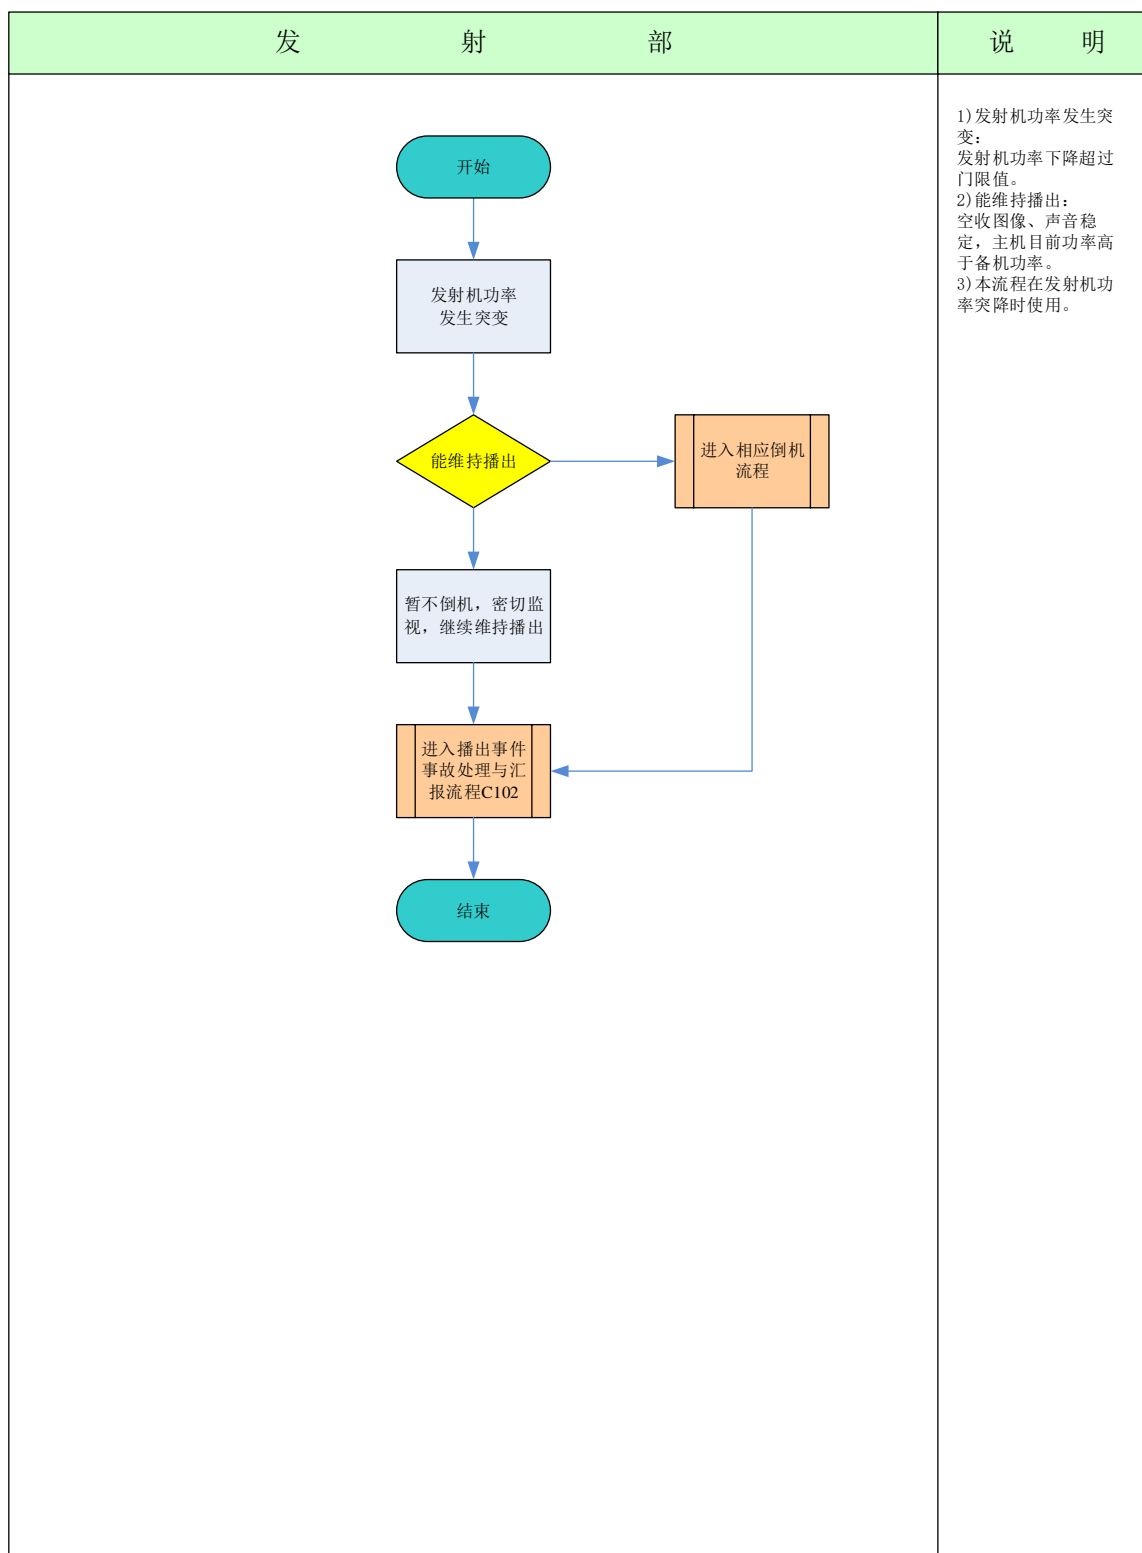 发 射 部
说 明
开始
发射机功率
发生突变
能维持播出
进入相应倒机
流程
暂不倒机，密切监
视，继续维持播出
进入播出事件
事故处理与汇
报流程C102
结束
1)发射机功率发生突
变：
发射机功率下降超过
门限值。
2)能维持播出：
空收图像、声音稳
定，主机目前功率高
于备机功率。
3)本流程在发射机功
率突降时使用。